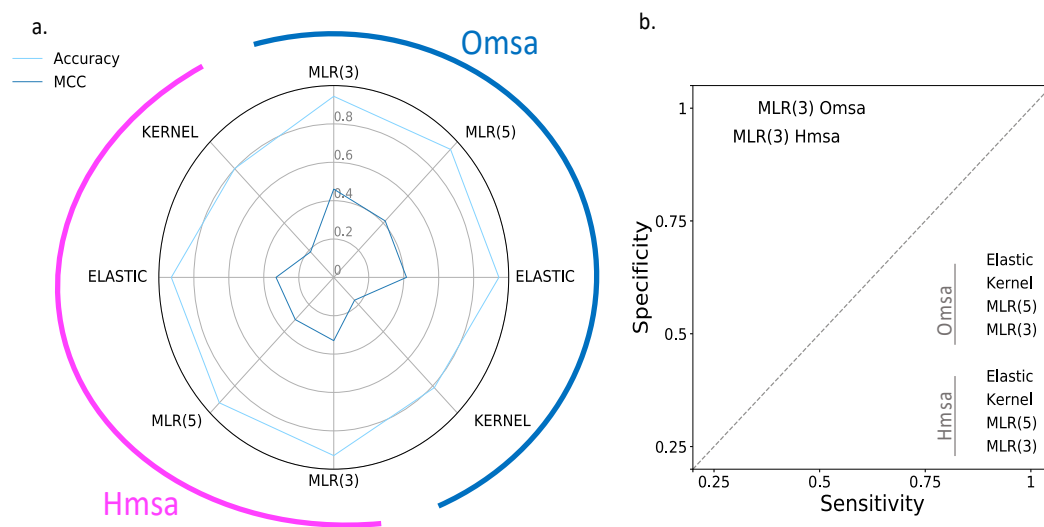 a.
Accuracy
MCC
Omsa
Hmsa
MLR(3)
MLR(5)
ELASTIC
KERNEL
MLR(3)
MLR(5)
ELASTIC
KERNEL
0.8
0.6
0.4
0.2
0
b.
MLR(3) Omsa
MLR(3) Hmsa
1
0.75
0.5
0.25
Specificity
Omsa
Elastic
Kernel
MLR(5)
MLR(3)
Hmsa
Elastic
Kernel
MLR(5)
MLR(3)
0.25
0.5
0.75
1
Sensitivity